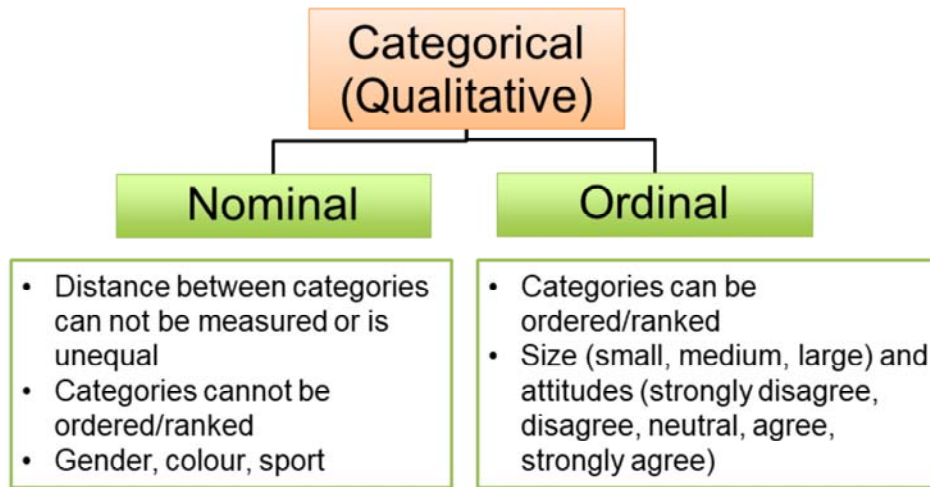 Categorical
(Qualitative)
Nominal
Ordinal
• Distance between categories
can not be measured or is
unequal
• Categories cannot be
ordered/ranked
• Gender, colour, sport
• Categories can be
ordered/ranked
• Size (small, medium, large) and
attitudes (strongly disagree,
disagree, neutral, agree,
strongly agree)